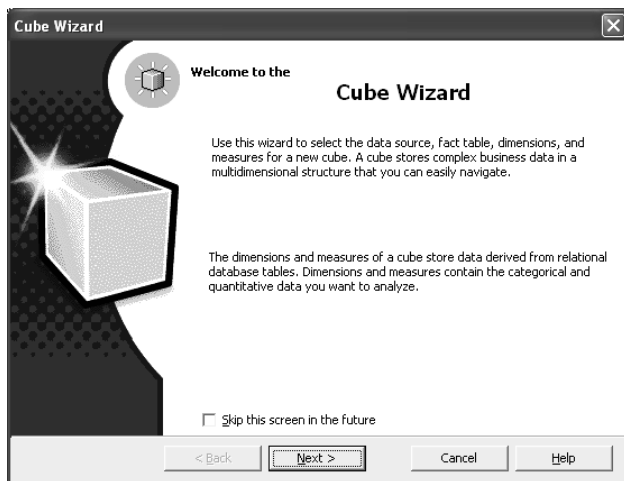 Cube Wizard
Welcome to the
Cube Wizard
Use this wizard to select the data source, fact table, dimensions, and
measures for a new cube. A cube stores complex business data in a
multidimensional structure that you can easily navigate.
The dimensions and measures of a cube store data derived from relational
database tables. Dimensions and measures contain the categorical and
quantitative data you want to analyze.
Skip this screen in the future
< Back Next > Cancel Help